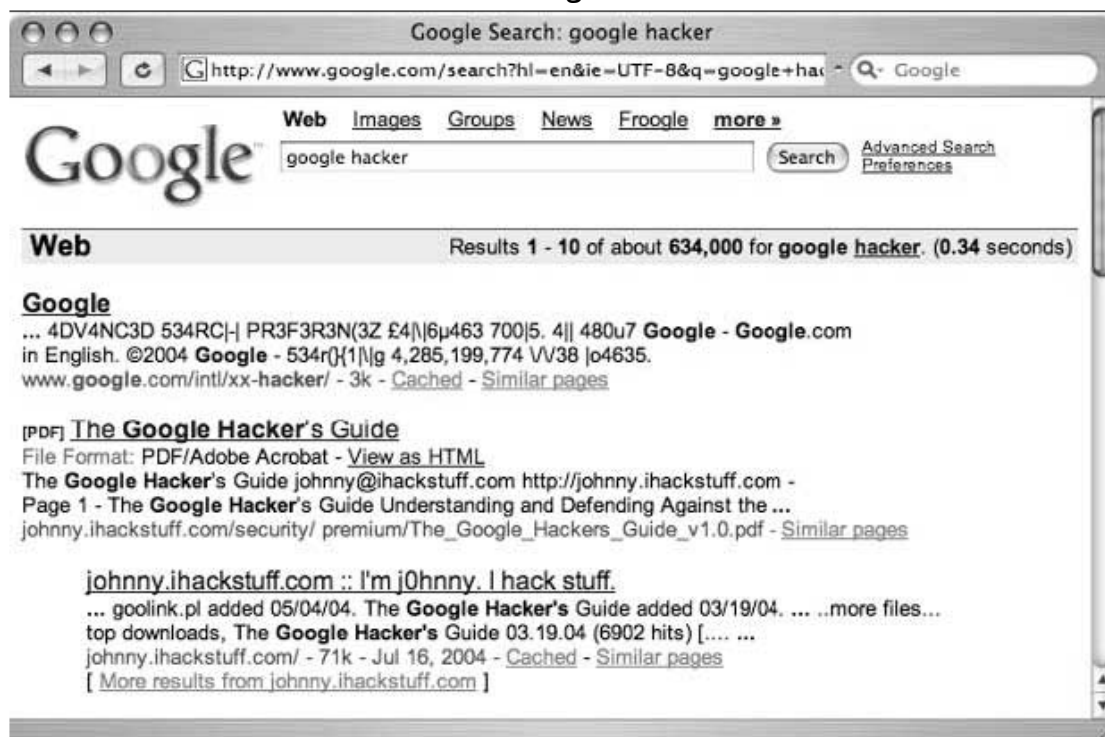 Google Search: google hacker
http://www.google.com/search?hl=en&ie=UTF-8&q=google+hac
Google
Web Images Groups News Froogle more »
Google
google hacker
Search
Advanced Search
Preferences
Web Results 1 - 10 of about 634,000 for google hacker. (0.34 seconds)
Google
... 4DV4NC3D 534RC|-| PR3F3R3N(3Z £4|\|6µ463 700|5. 4|| 480u7 Google - Google.com
in English. ©2004 Google - 534r(){1|\|g 4,285,199,774 \/\/38 |o4635.
www.google.com/intl/xx-hacker/ - 3k - Cached - Similar pages
[PDF] The Google Hacker's Guide
File Format: PDF/Adobe Acrobat - View as HTML
The Google Hacker's Guide johnny@ihackstuff.com http://johnny.ihackstuff.com -
Page 1 - The Google Hacker's Guide Understanding and Defending Against the ...
johnny.ihackstuff.com/security/ premium/The_Google_Hackers_Guide_v1.0.pdf - Similar pages
johnny.ihackstuff.com :: I'm j0hnny. I hack stuff.
... goolink.pl added 05/04/04. The Google Hacker's Guide added 03/19/04. ... ..more files...
top downloads, The Google Hacker's Guide 03.19.04 (6902 hits) [.... ...
johnny.ihackstuff.com/ - 71k - Jul 16, 2004 - Cached - Similar pages
[ More results from johnny.ihackstuff.com ]